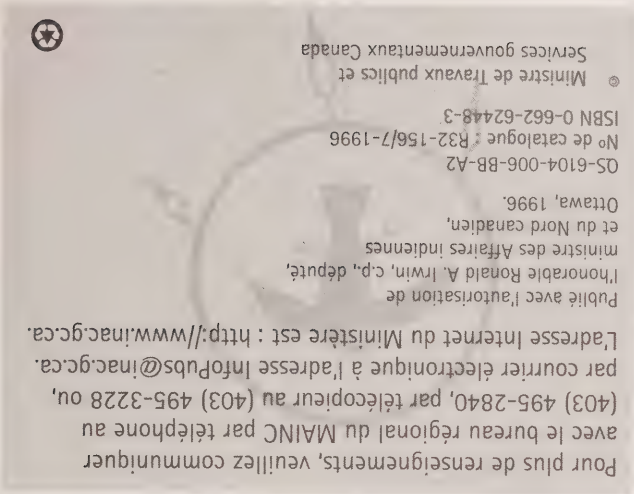 Pour plus de renseignements, veuillez communiquer
avec le bureau régional du MAINC par téléphone au
(403) 495-2840, par télécopieur au (403) 495-3228 ou,
par courrier électronique à l'adresse InfoPubs@inac.gc.ca.
L'adresse Internet du Ministère est : http://www.inac.gc.ca.
Publié avec l'autorisation de
l'honorable Ronald A. Irwin, c.p., député,
ministre des Affaires indiennes
et du Nord canadien,
Ottawa, 1996.
QS-6104-006-BB-A2
Nº de catalogue : R32-156/7-1996
ISBN 0-662-62448-3
© Ministre de Travaux publics et
Services gouvernementaux Canada